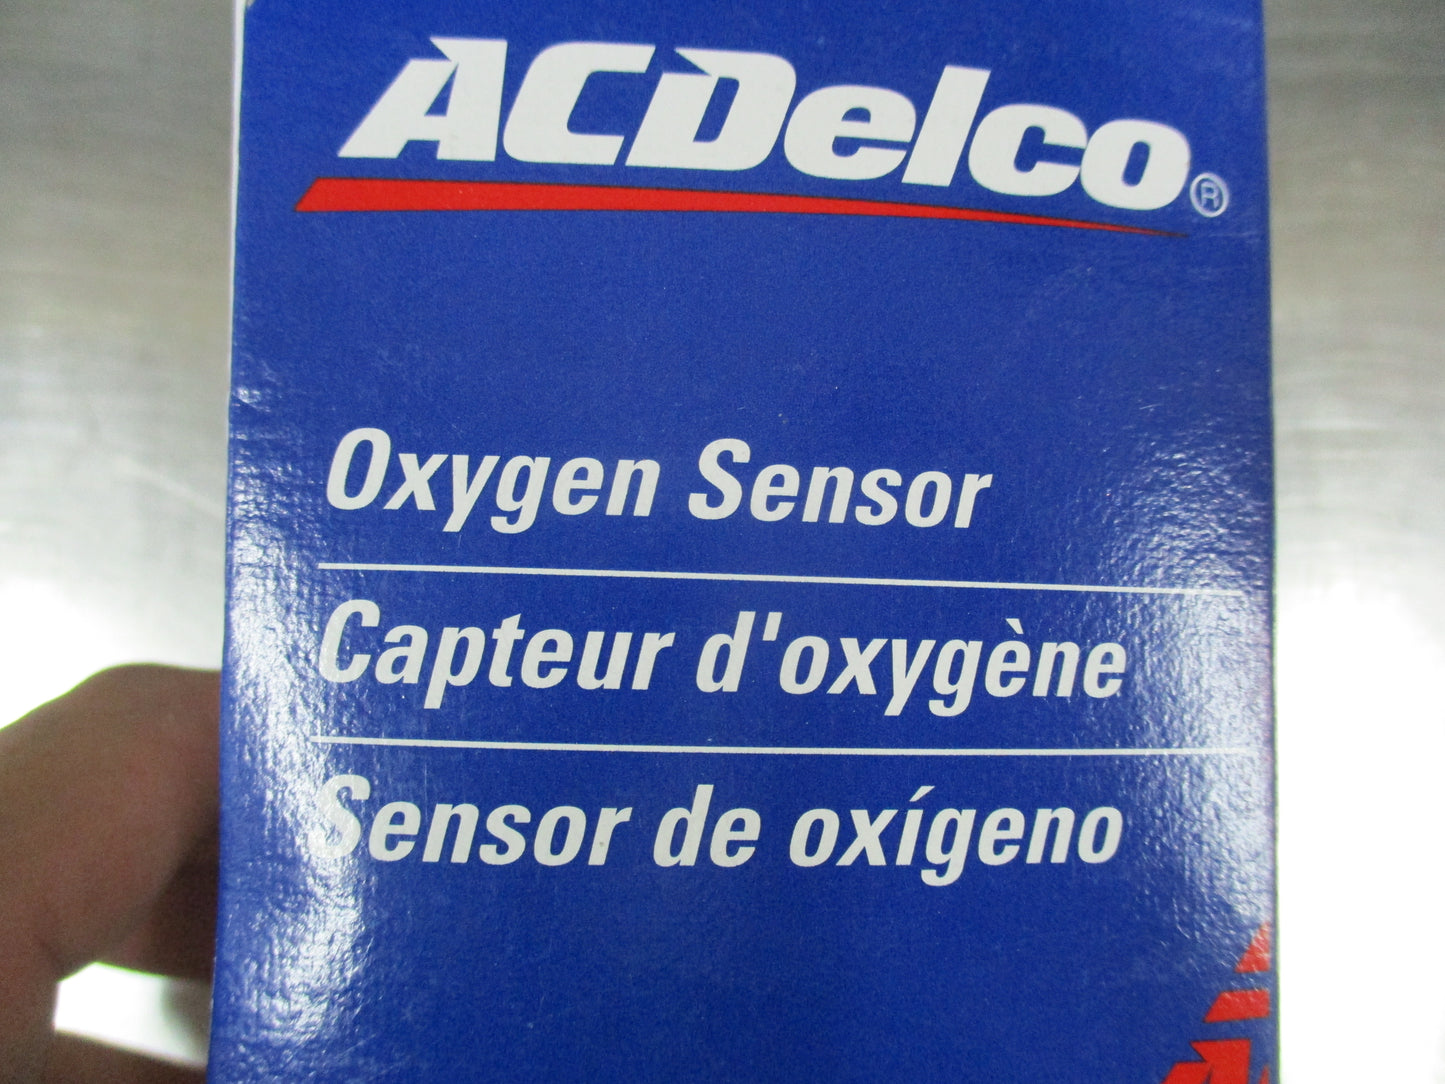 ACDelco®
Oxygen Sensor
Capteur d'oxygène
Sensor de oxígeno